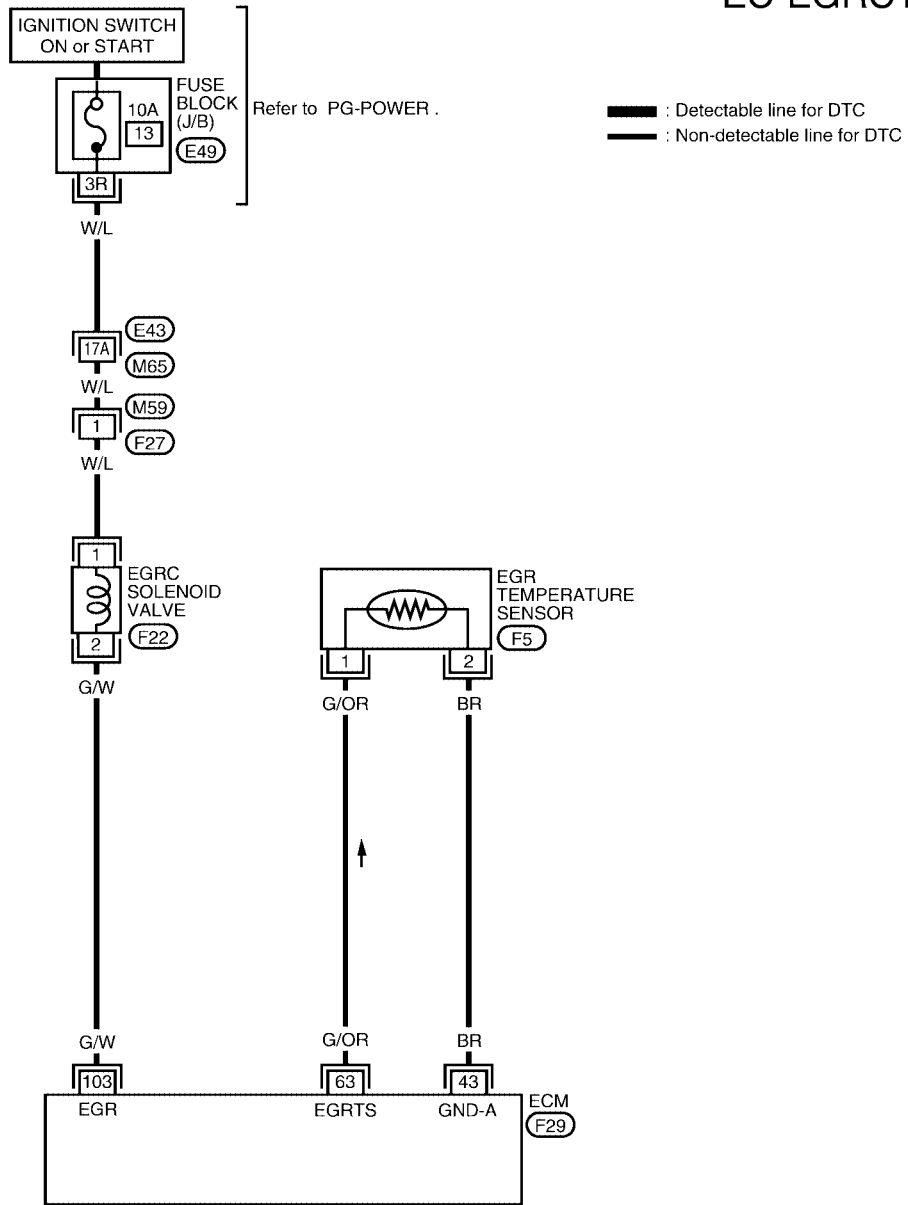 IGNITION SWITCH
ON or START
FUSE
BLOCK
(J/B)
10A
13
E49
Refer to PG-POWER .
: Detectable line for DTC
: Non-detectable line for DTC
3R
W/L
E43
17A
M65
W/L
M59
1
F27
W/L
1
EGRC
SOLENOID
VALVE
F22
2
G/W
EGR
TEMPERATURE
SENSOR
F5
1
2
G/OR
BR
G/W
G/OR
BR
103
63
43
EGR
EGRTS
GND-A
ECM
F29